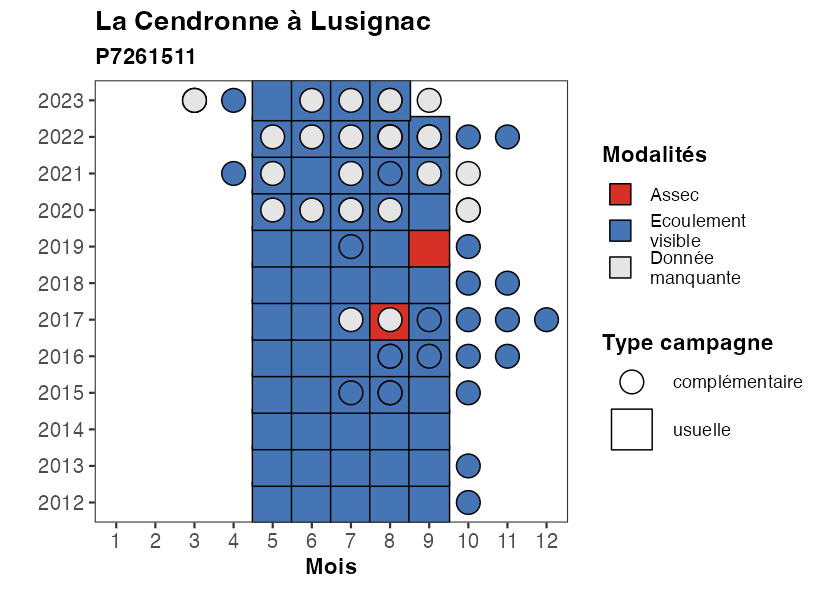 La Cendronne à Lusignac
P7261511
2023
2022
2021
2020
2019
2018
2017
2016
2015
2014
2013
2012
1 2 3 4 5 6 7 8 9 10 11 12
Mois
Modalités
Assec
Ecoulement
visible
Donnée
manquante
Type campagne
complémentaire
usuelle